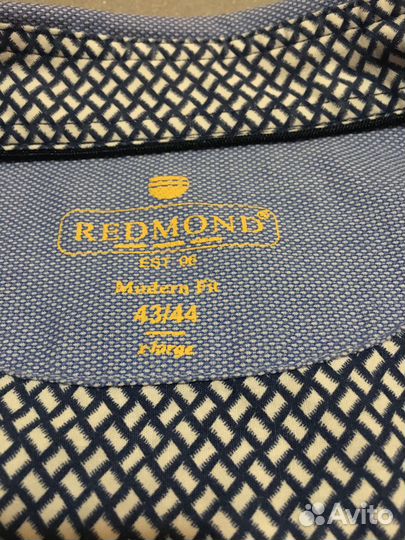 REDMOND®
EST 06
Modern Fit
43/44
x-large
Avito